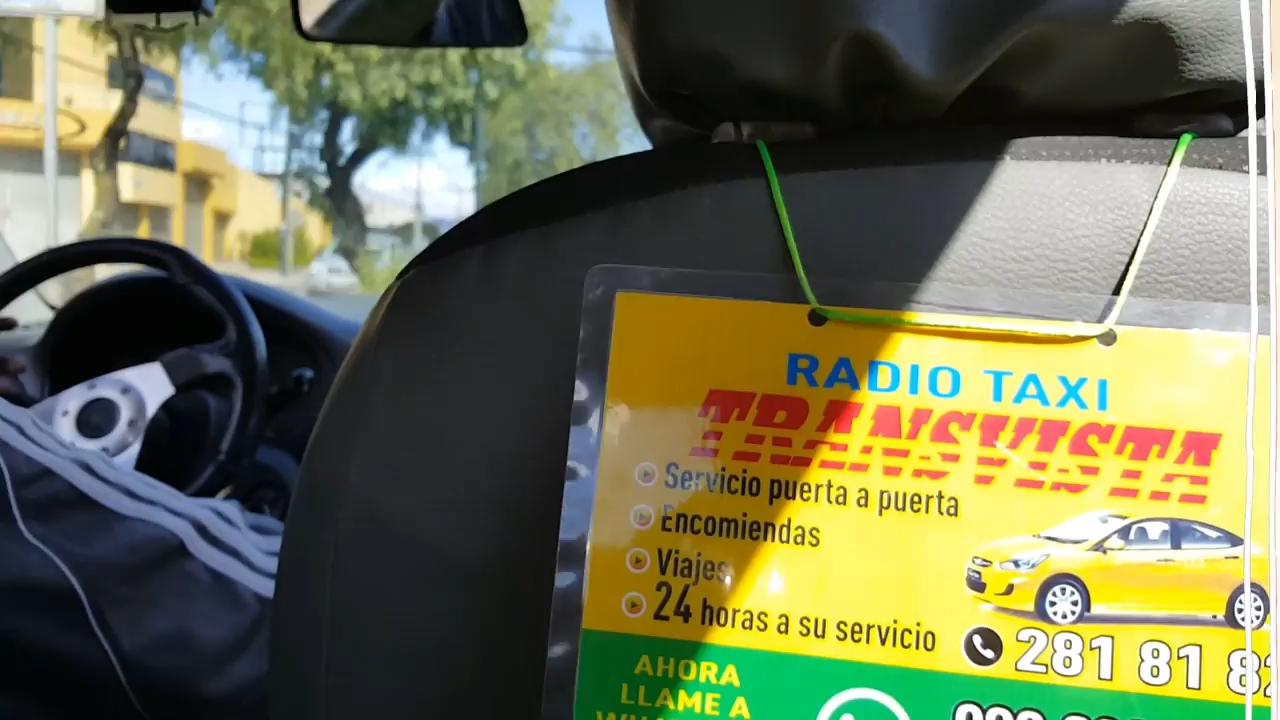 RADIO TAXI
TRANSVISTA
Servicio puerta a puerta
Encomiendas
Viajes
24 horas a su servicio
281 81 8
AHORA
LLAME A